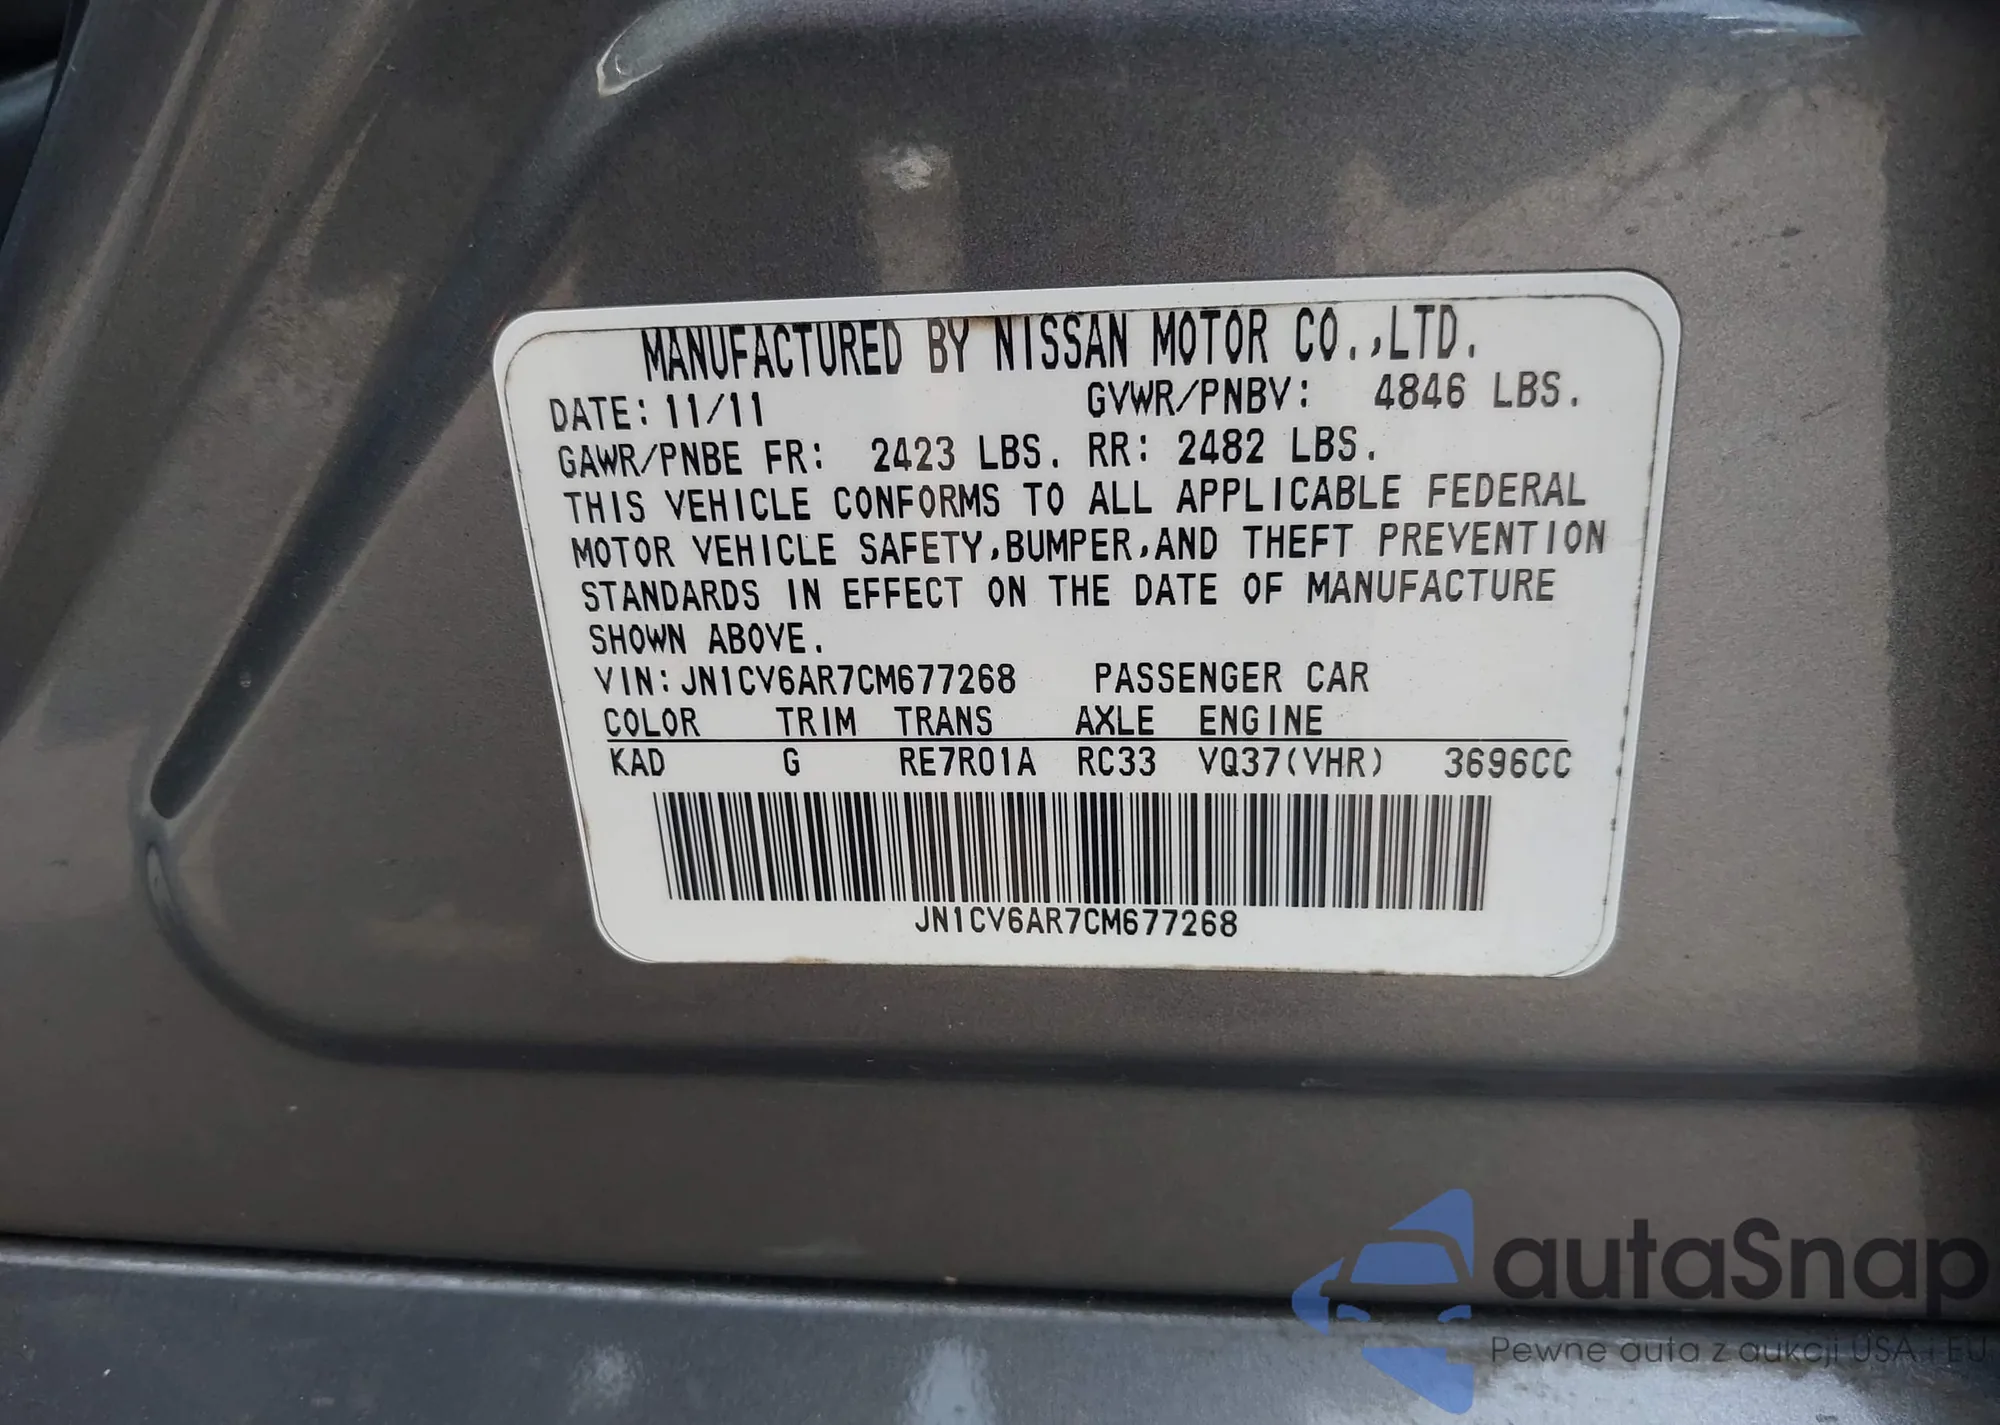 MANUFACTURED BY NISSAN MOTOR CO.,LTD.
DATE: 11/11 GVWR/PNBV: 4846 LBS.
GAWR/PNBE FR: 2423 LBS. RR: 2482 LBS.
THIS VEHICLE CONFORMS TO ALL APPLICABLE FEDERAL
MOTOR VEHICLE SAFETY,BUMPER,AND THEFT PREVENTION
STANDARDS IN EFFECT ON THE DATE OF MANUFACTURE
SHOWN ABOVE.
VIN: JN1CV6AR7CM677268 PASSENGER CAR
COLOR TRIM TRANS AXLE ENGINE
KAD G RE7R01A RC33 VQ37(VHR) 3696CC
JN1CV6AR7CM677268
autaSnap
Pewne auta z aukcji USA i EU